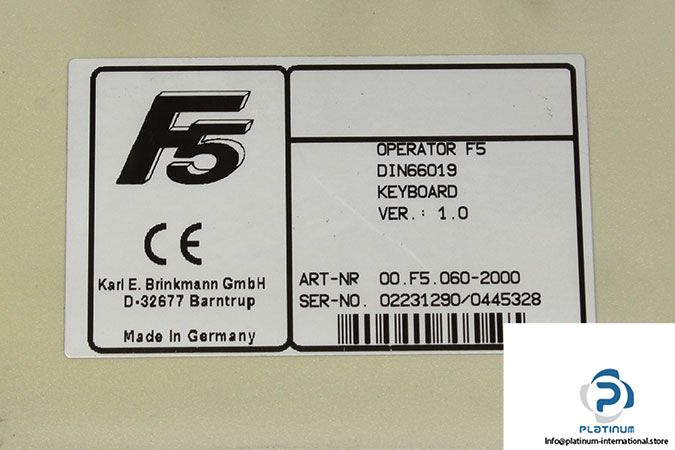 F5
CE
Karl E. Brinkmann GmbH
D-32677 Barntrup
Made In Germany
OPERATOR F5
DIN66019
KEYBOARD
VER.: 1.0
ART-NR 00.F5.060-2000
SER-NO. 02231290/0445328
PLATINUM
Info@platinum-international.store